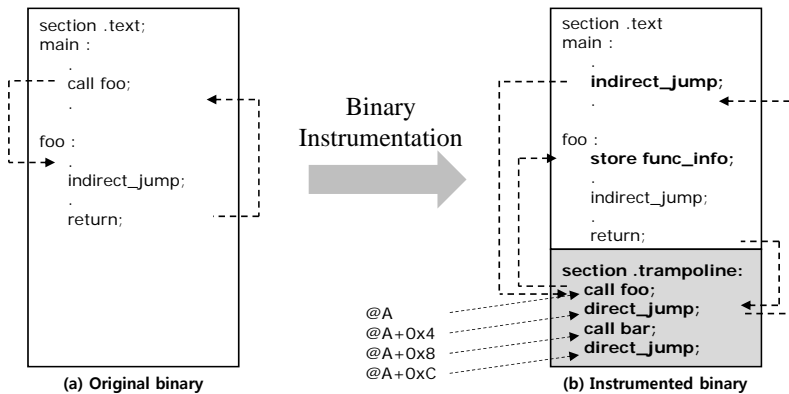 section .text;
main :
.
call foo;
.
foo :
.
indirect_jump;
.
return;
(a) Original binary
Binary
Instrumentation
section .text
main :
.
indirect_jump;
.
foo :
store func_info;
.
indirect_jump;
.
return;
section .trampoline:
call foo;
direct_jump;
call bar;
direct_jump;
@A
@A+0x4
@A+0x8
@A+0xC
(b) Instrumented binary